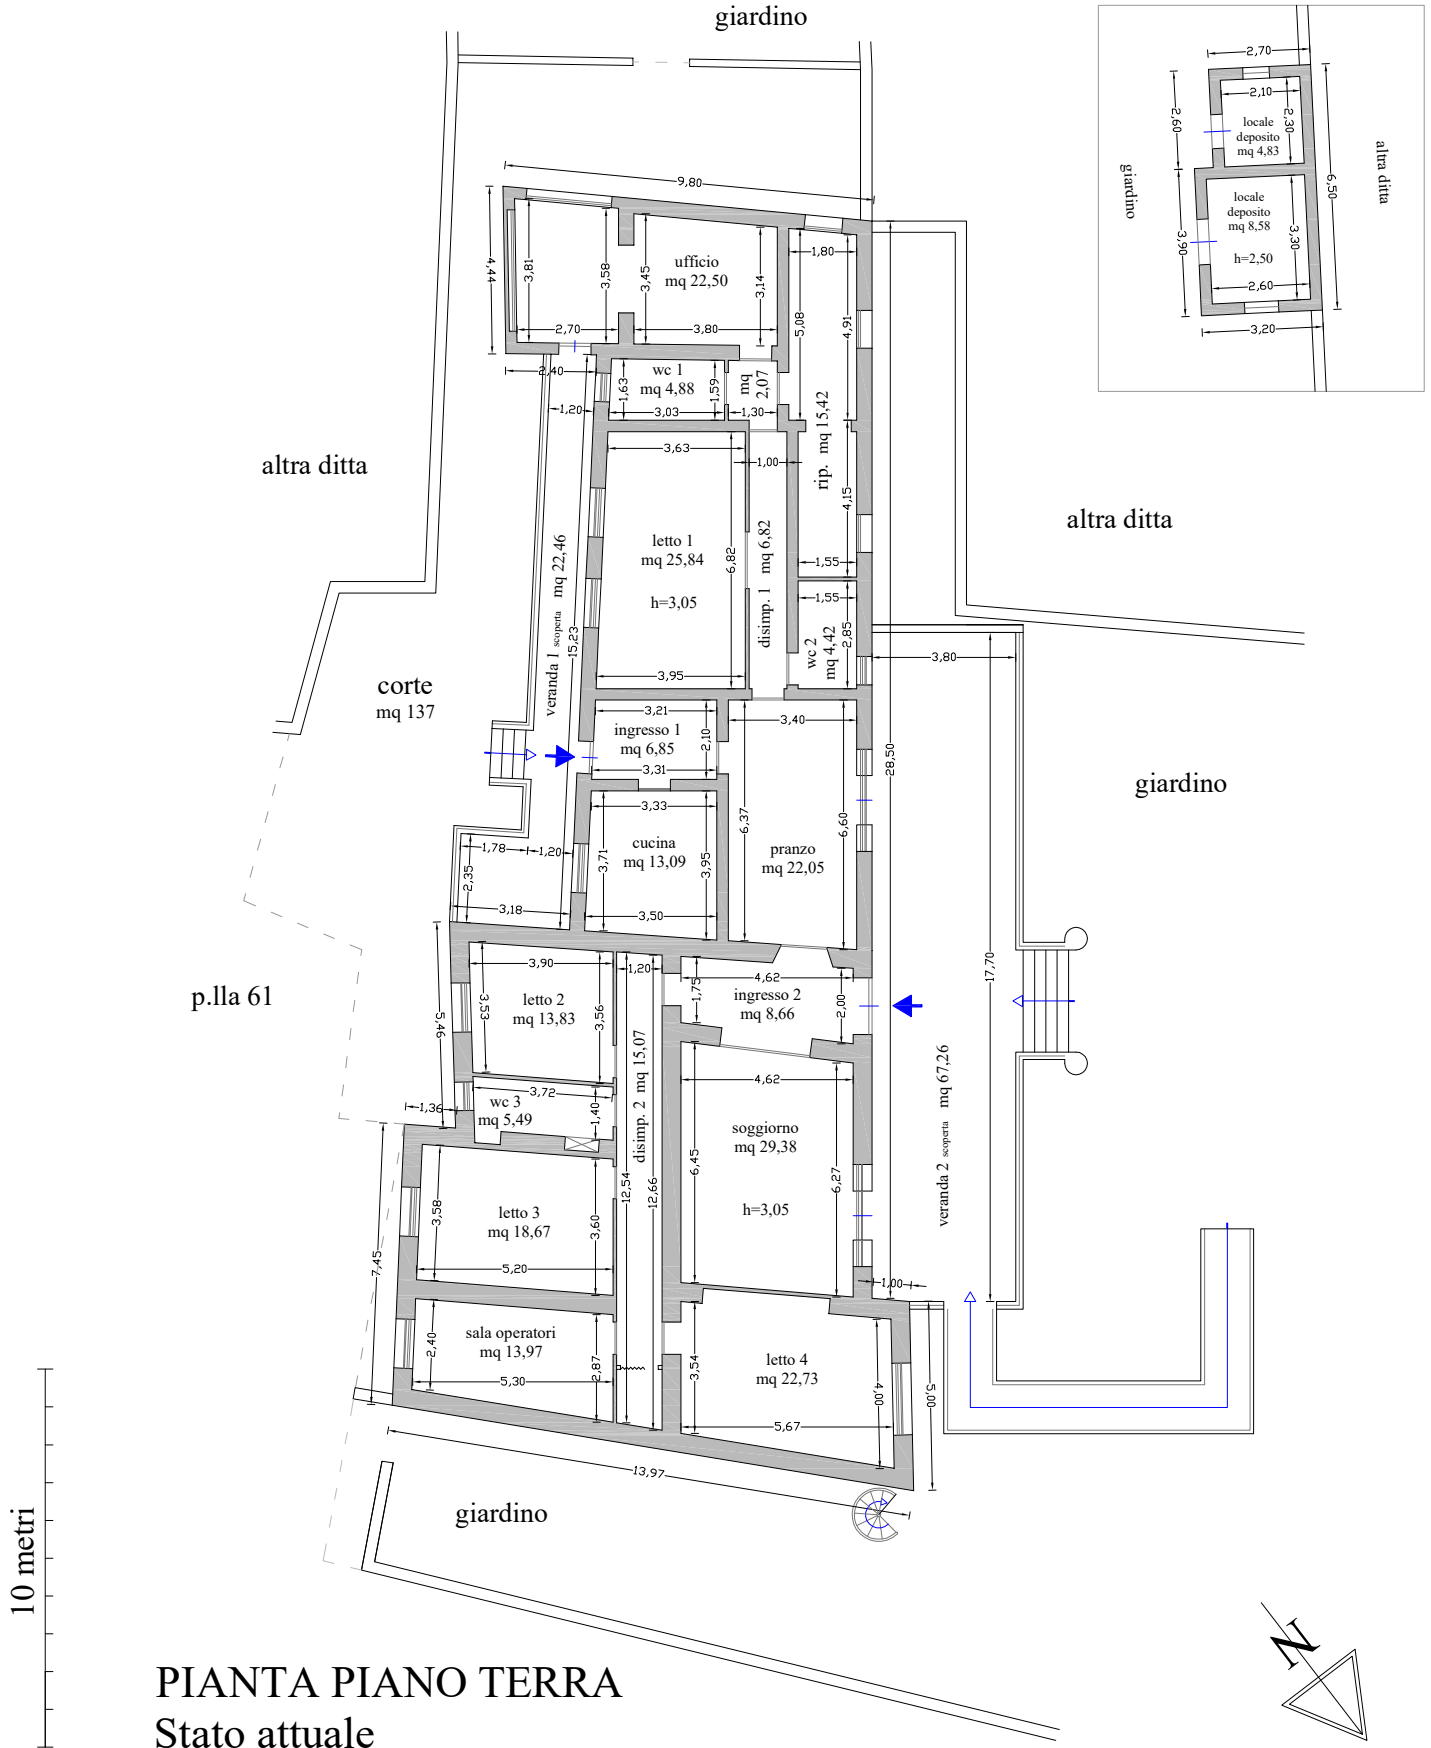 giardino
2,70
2,10
2,60
2,30
locale
deposito
mq 4,83
altra ditta
giardino
6,50
locale
deposito
mq 8,58
h=2,50
3,90
3,30
2,60
3,20
9,80
4,44
3,81
3,58
3,45
ufficio
mq 22,50
3,14
1,80
5,08
4,91
2,70
3,80
2,40
1,20
1,63
wc 1
mq 4,88
1,59
mq
2,07
3,03
1,30
rip. mq 15,42
3,63
1,00
altra ditta
4,15
altra ditta
letto 1
mq 25,84
h=3,05
6,82
disimp. 1 mq 6,82
1,55
1,55
veranda 1 scoperta mq 22,46
15,23
wc 2
mq 4,42
2,85
3,80
3,95
corte
mq 137
3,21
ingresso 1
mq 6,85
2,10
3,31
3,40
28,50
giardino
3,33
cucina
mq 13,09
3,71
3,95
3,50
6,37
6,60
pranzo
mq 22,05
1,78
1,20
2,35
3,18
17,70
p.lla 61
3,90
1,20
letto 2
mq 13,83
3,53
3,56
5,46
1,75
4,62
ingresso 2
mq 8,66
2,00
disimp. 2 mq 15,07
veranda 2 scoperta mq 67,26
3,72
wc 3
mq 5,49
1,40
1,36
4,62
soggiorno
mq 29,38
h=3,05
6,45
6,27
12,54
12,66
3,58
letto 3
mq 18,67
3,60
5,20
7,45
1,00
sala operatori
mq 13,97
2,40
2,87
5,30
3,54
letto 4
mq 22,73
4,00
5,00
5,67
13,97
giardino
10 metri
N
PIANTA PIANO TERRA
Stato attuale